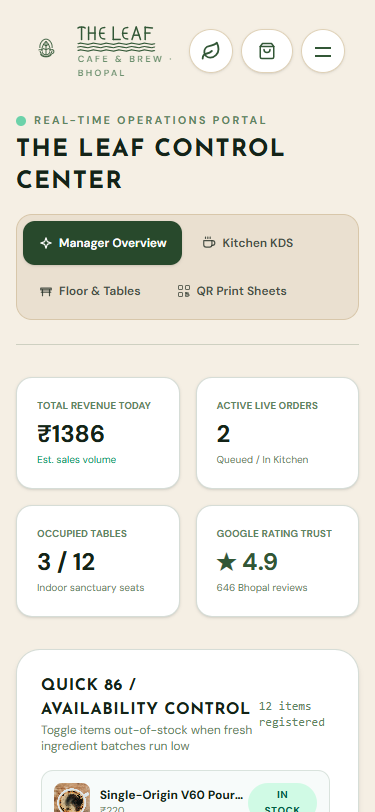 THE LEAF
CAFE & BREW ·
BHOPAL
REAL-TIME OPERATIONS PORTAL
THE LEAF CONTROL
CENTER
Manager Overview
Kitchen KDS
Floor & Tables
QR Print Sheets
TOTAL REVENUE TODAY
₹1386
Est. sales volume
ACTIVE LIVE ORDERS
2
Queued / In Kitchen
OCCUPIED TABLES
3 / 12
Indoor sanctuary seats
GOOGLE RATING TRUST
★ 4.9
646 Bhopal reviews
QUICK 86 /
AVAILABILITY CONTROL
12 items
registered
Toggle items out-of-stock when fresh
ingredient batches run low
Single-Origin V60 Pour...
₹220
IN
STOCK